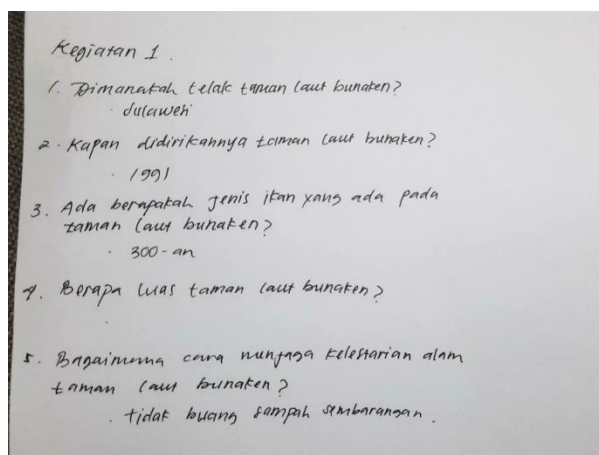 Kegiatan 1.
1. Dimanakah telak taman laut bunaken?
· Sulawesi
2. Kapan didirikannya taman laut bunaken?
· 1991
3. Ada berapakah jenis ikan yang ada pada
taman laut bunaken?
· 300-an
4. Berapa luas taman laut bunaken?
·
5. Bagaimana cara menjaga kelestarian alam
taman laut bunaken?
· tidak buang sampah sembarangan.